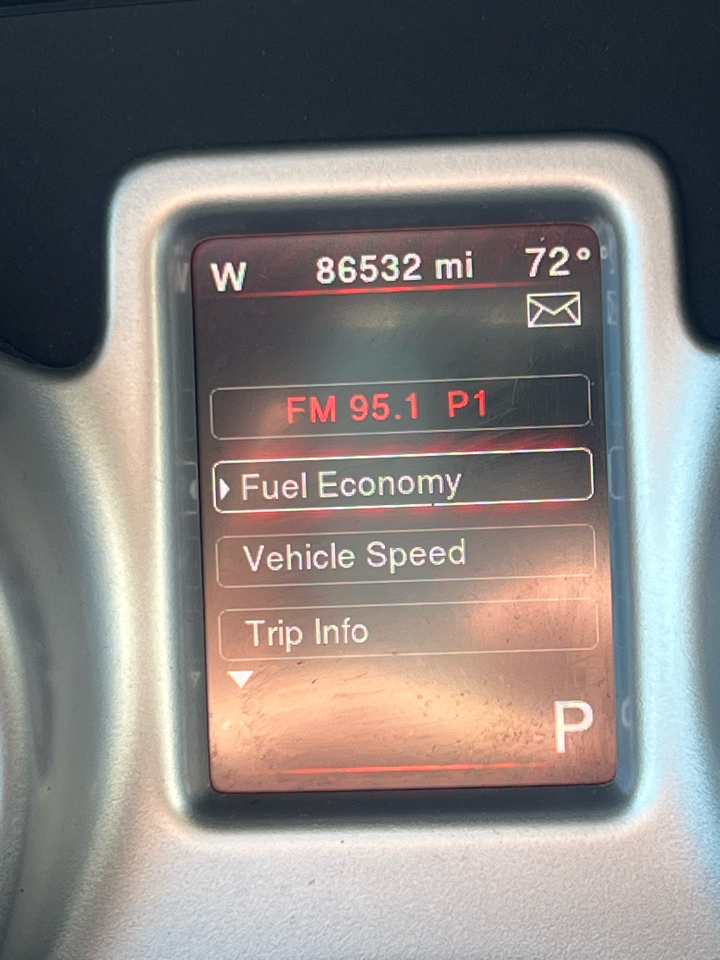 W 86532 mi 72°
FM 95.1 P1
Fuel Economy
Vehicle Speed
Trip Info
P